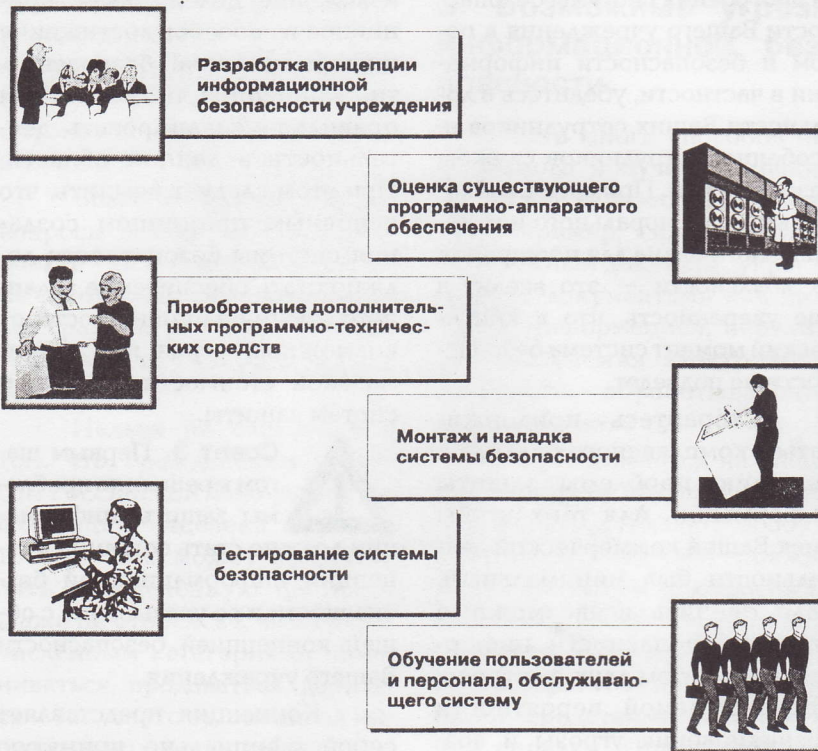 Разработка концепции
информационной
безопасности учреждения
Оценка существующего
программно-аппаратного
обеспечения
Приобретение дополнитель-
ных программно-техничес-
ких средств
Монтаж и наладка
системы безопасности
Тестирование системы
безопасности
Обучение пользователей
и персонала, обслуживаю-
щего систему